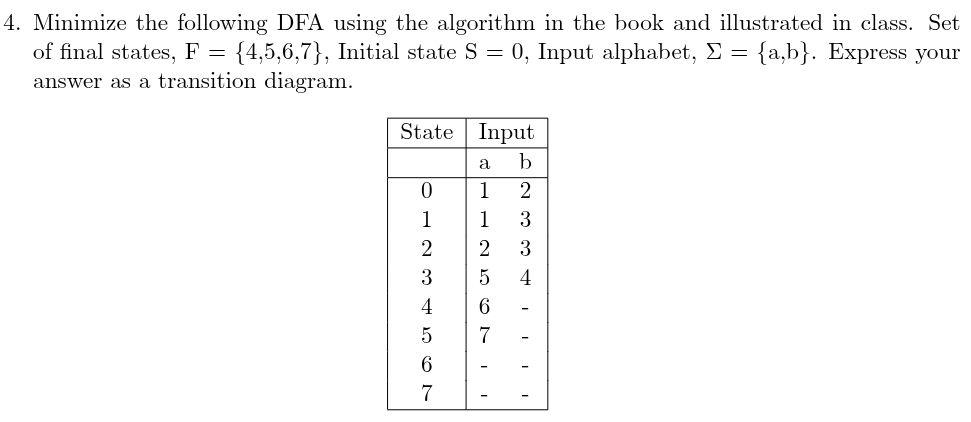 4. Minimize the following DFA using the algorithm in the book and illustrated in class. Set
of final states, F = {4,5,6,7}, Initial state S = 0, Input alphabet, Σ = {a,b}. Express your
answer as a transition diagram.
State Input
a b
0 1 2
1 1 3
2 2 3
3 5 4
4 6 -
5 7 -
6 - -
7 - -